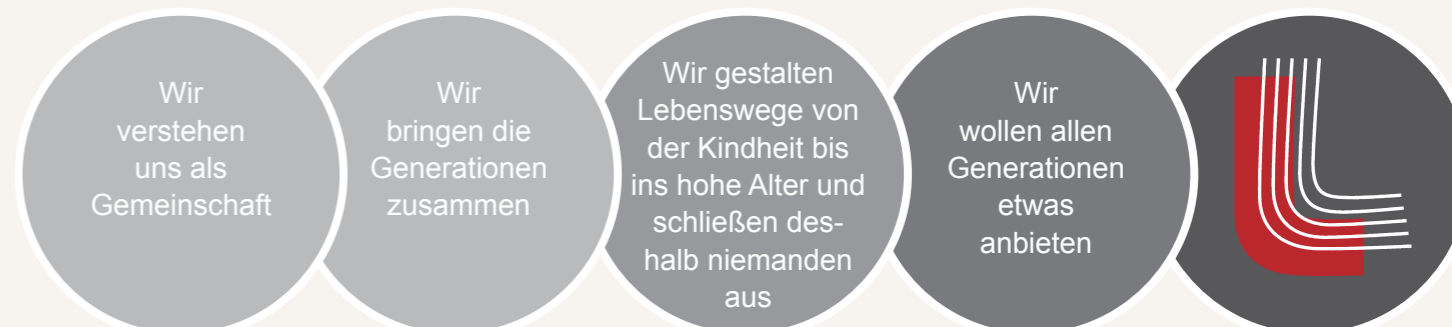 Wir
verstehen
uns als
Gemeinschaft
Wir
bringen die
Generationen
zusammen
Wir gestalten
Lebenswege von
der Kindheit bis
ins hohe Alter und
schließen des-
halb niemanden
aus
Wir
wollen allen
Generationen
etwas
anbieten